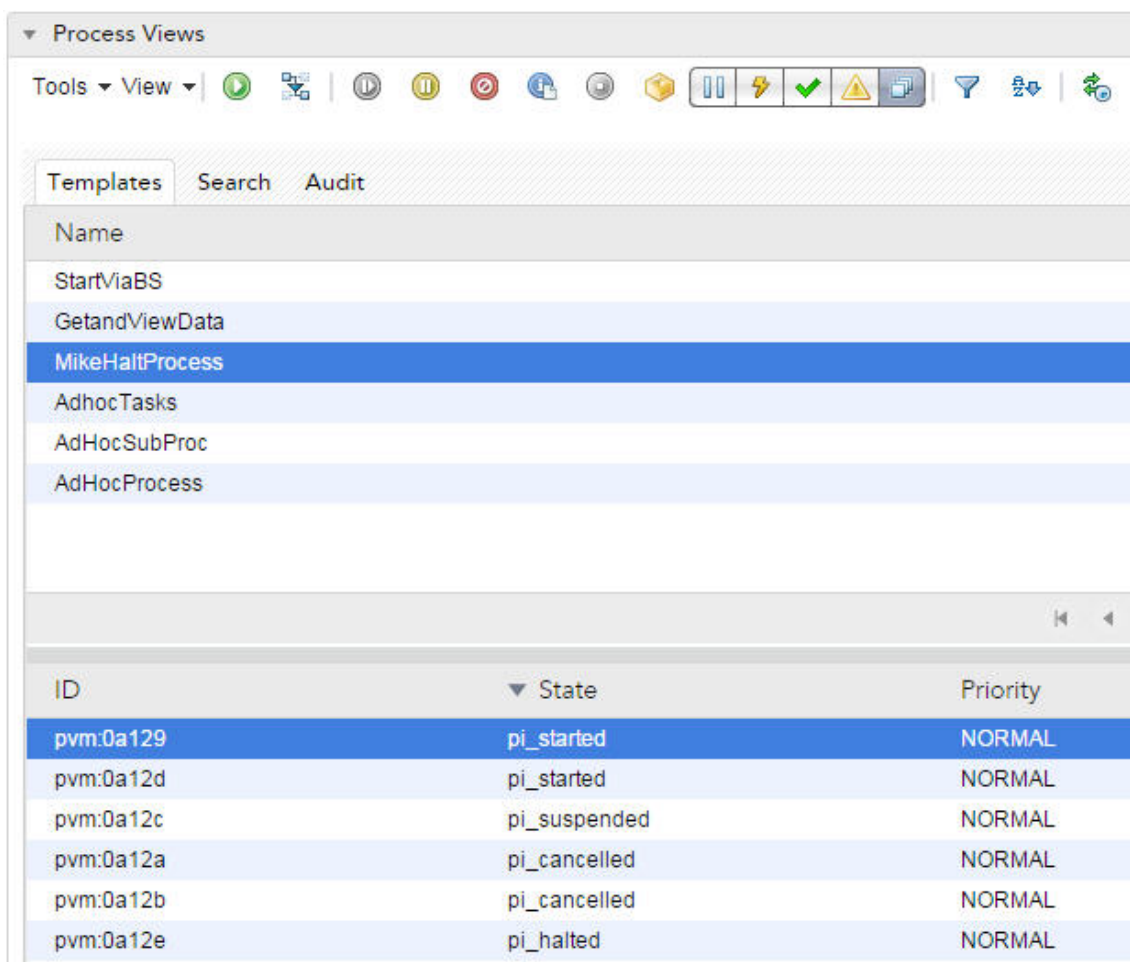 Process Views
Tools View
Templates Search Audit
Name
StartViaBS
GetandViewData
MikeHaltProcess
AdhocTasks
AdHocSubProc
AdHocProcess
ID State Priority
pvm:0a129 pi_started NORMAL
pvm:0a12d pi_started NORMAL
pvm:0a12c pi_suspended NORMAL
pvm:0a12a pi_cancelled NORMAL
pvm:0a12b pi_cancelled NORMAL
pvm:0a12e pi_halted NORMAL